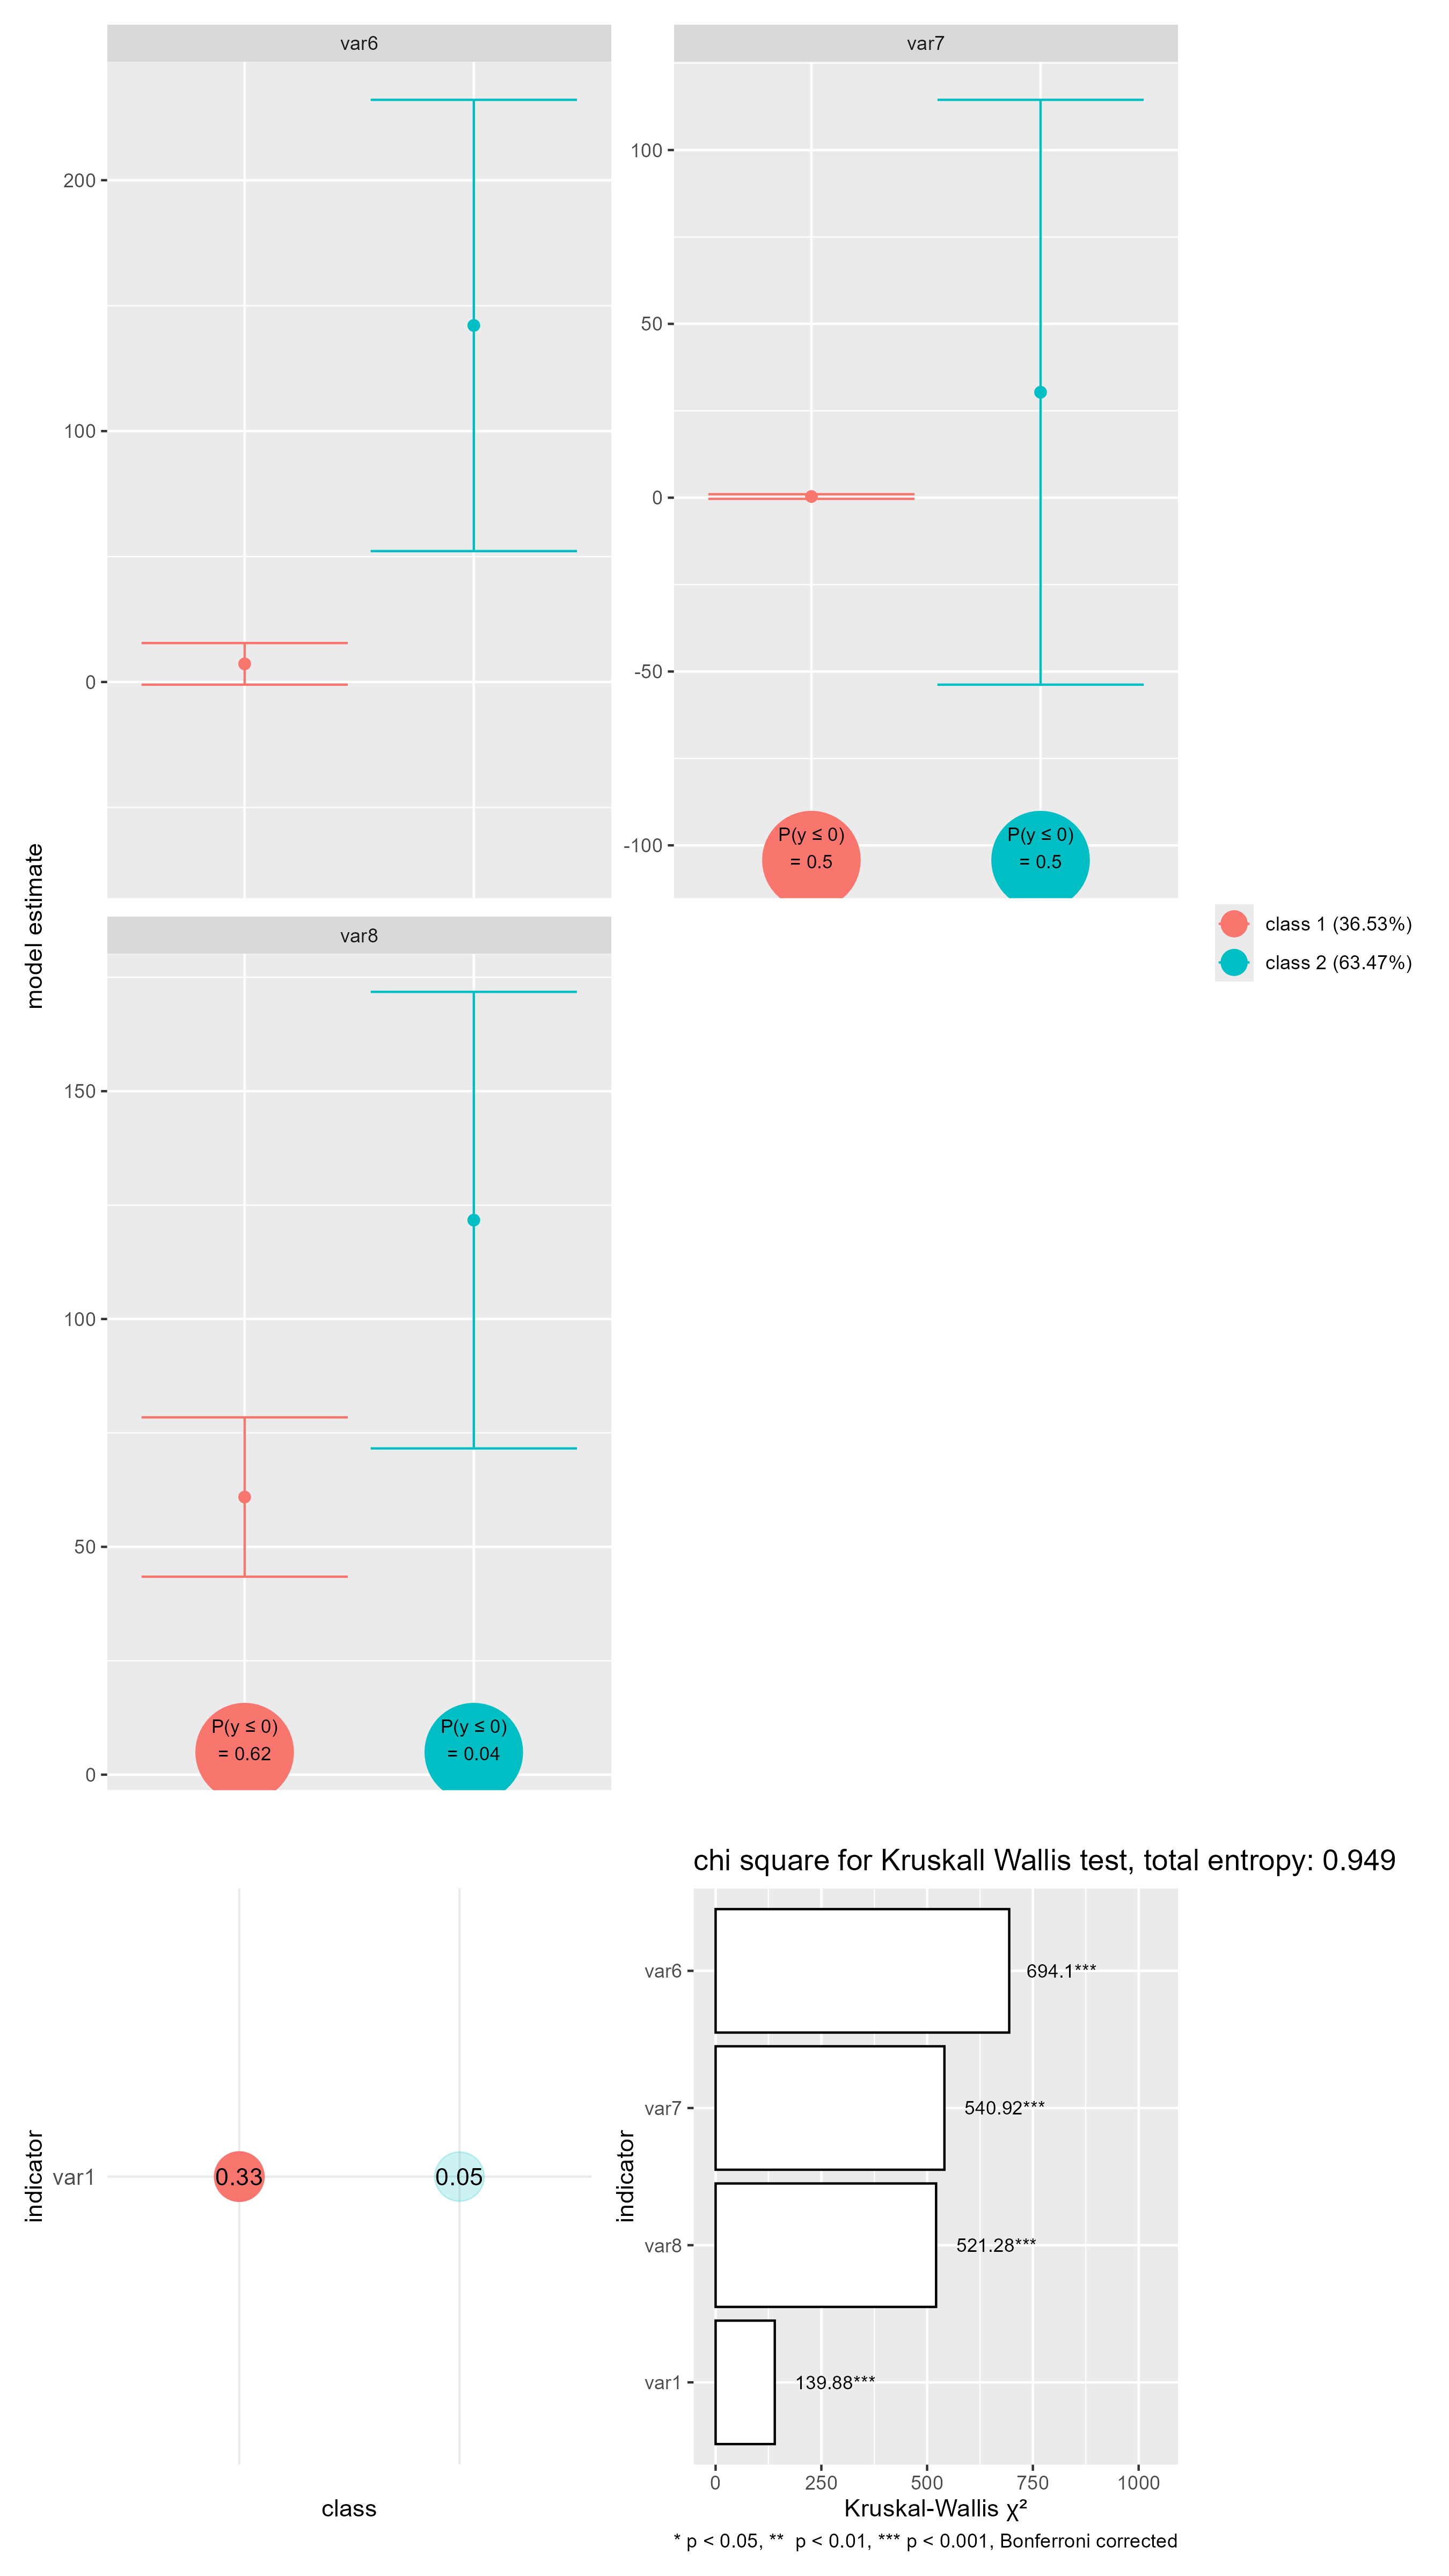 var6
var7
200
100
0
100
50
0
-50
-100
P(y ≤ 0)
= 0.5
P(y ≤ 0)
= 0.5
model estimate
class 1 (36.53%)
class 2 (63.47%)
var8
150
100
50
0
P(y ≤ 0)
= 0.62
P(y ≤ 0)
= 0.04
indicator
var1
0.33
0.05
class
chi square for Kruskall Wallis test, total entropy: 0.949
indicator
var6
694.1***
var7
540.92***
var8
521.28***
var1
139.88***
0 250 500 750 1000
Kruskal-Wallis χ²
* p < 0.05, **  p < 0.01, *** p < 0.001, Bonferroni corrected